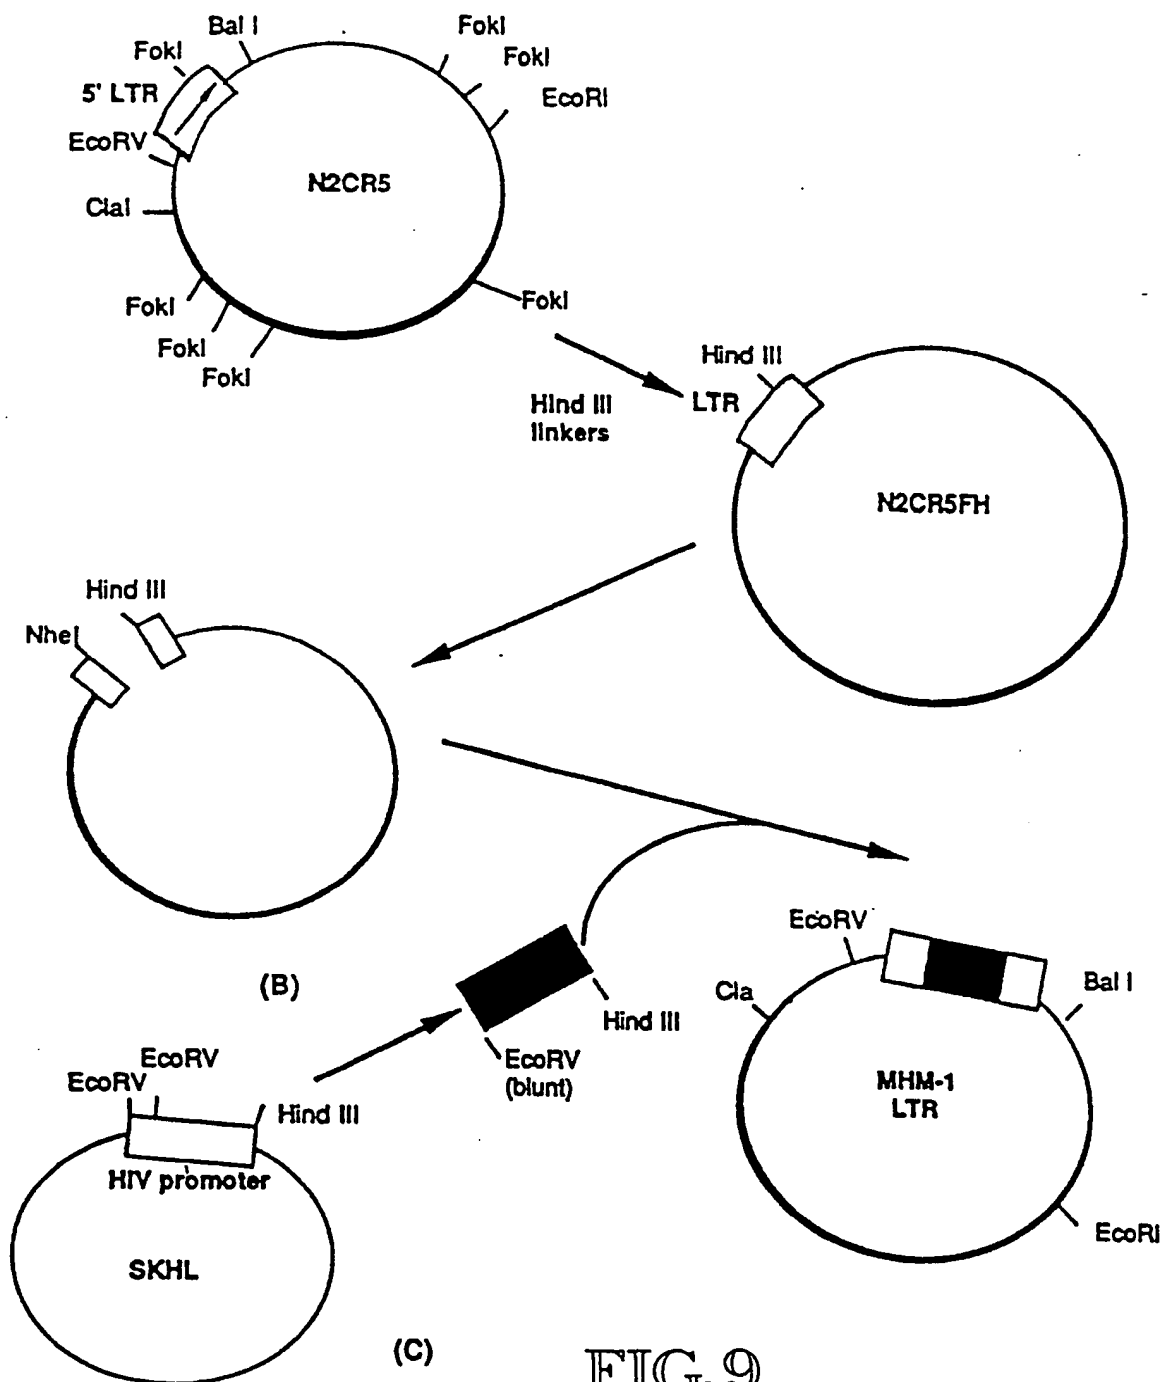 Bal I
FokI
FokI
FokI
5' LTR
EcoRI
EcoRV
N2CR5
ClaI
FokI
FokI
FokI
FokI
Hind III
linkers
Hind III
LTR
N2CR5FH
Hind III
NheI
(B)
EcoRV
Hind III
Cla
Bal I
EcoRV
(blunt)
EcoRV
EcoRV
Hind III
MHM-1
LTR
HIV promoter
EcoRI
SKHL
(C)
FIG. 9